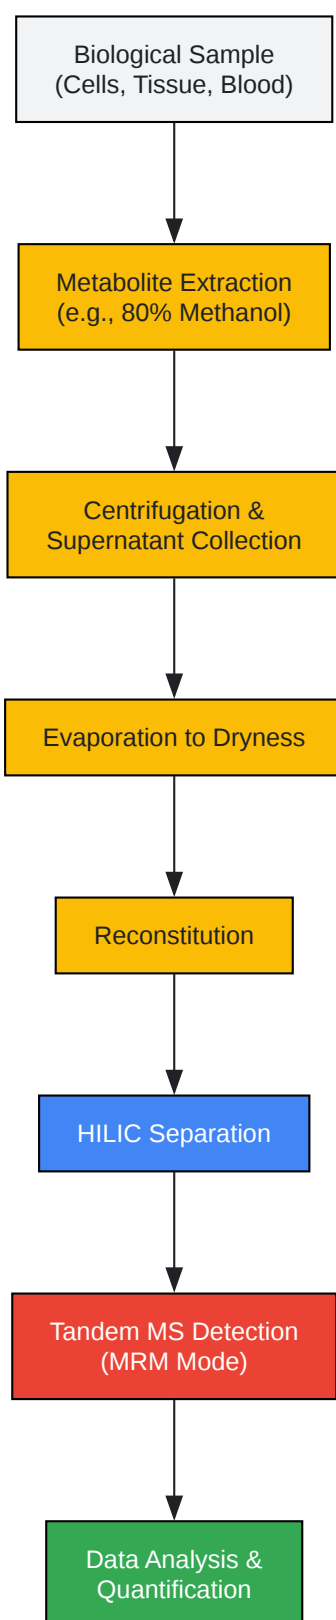 Biological Sample
(Cells, Tissue, Blood)
Metabolite Extraction
(e.g., 80% Methanol)
Centrifugation &
Supernatant Collection
Evaporation to Dryness
Reconstitution
HILIC Separation
Tandem MS Detection
(MRM Mode)
Data Analysis &
Quantification